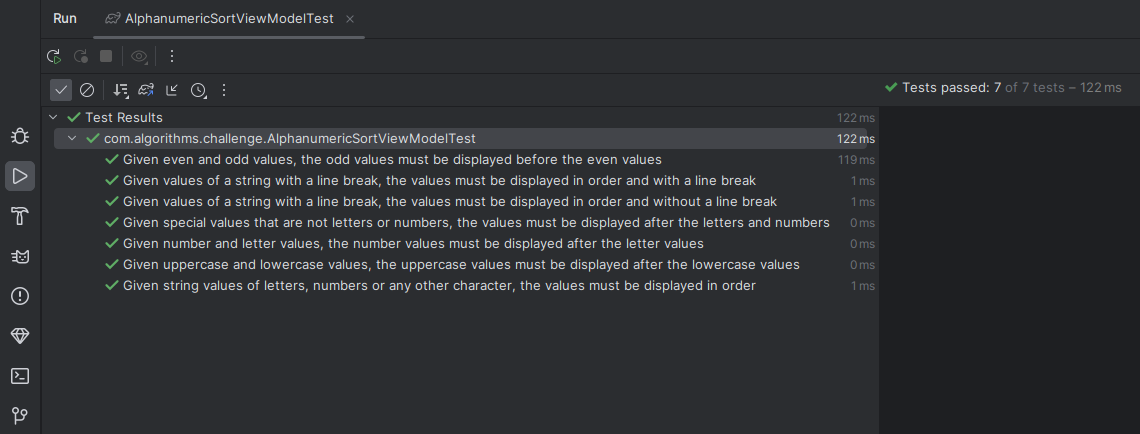 Run AlphanumericSortViewModelTest
Tests passed: 7 of 7 tests – 122 ms
Test Results 122 ms
com.algorithms.challenge.AlphanumericSortViewModelTest 122 ms
Given even and odd values, the odd values must be displayed before the even values 119 ms
Given values of a string with a line break, the values must be displayed in order and with a line break 1 ms
Given values of a string with a line break, the values must be displayed in order and without a line break 1 ms
Given special values that are not letters or numbers, the values must be displayed after the letters and numbers 0 ms
Given number and letter values, the number values must be displayed after the letter values 0 ms
Given uppercase and lowercase values, the uppercase values must be displayed after the lowercase values 0 ms
Given string values of letters, numbers or any other character, the values must be displayed in order 1 ms